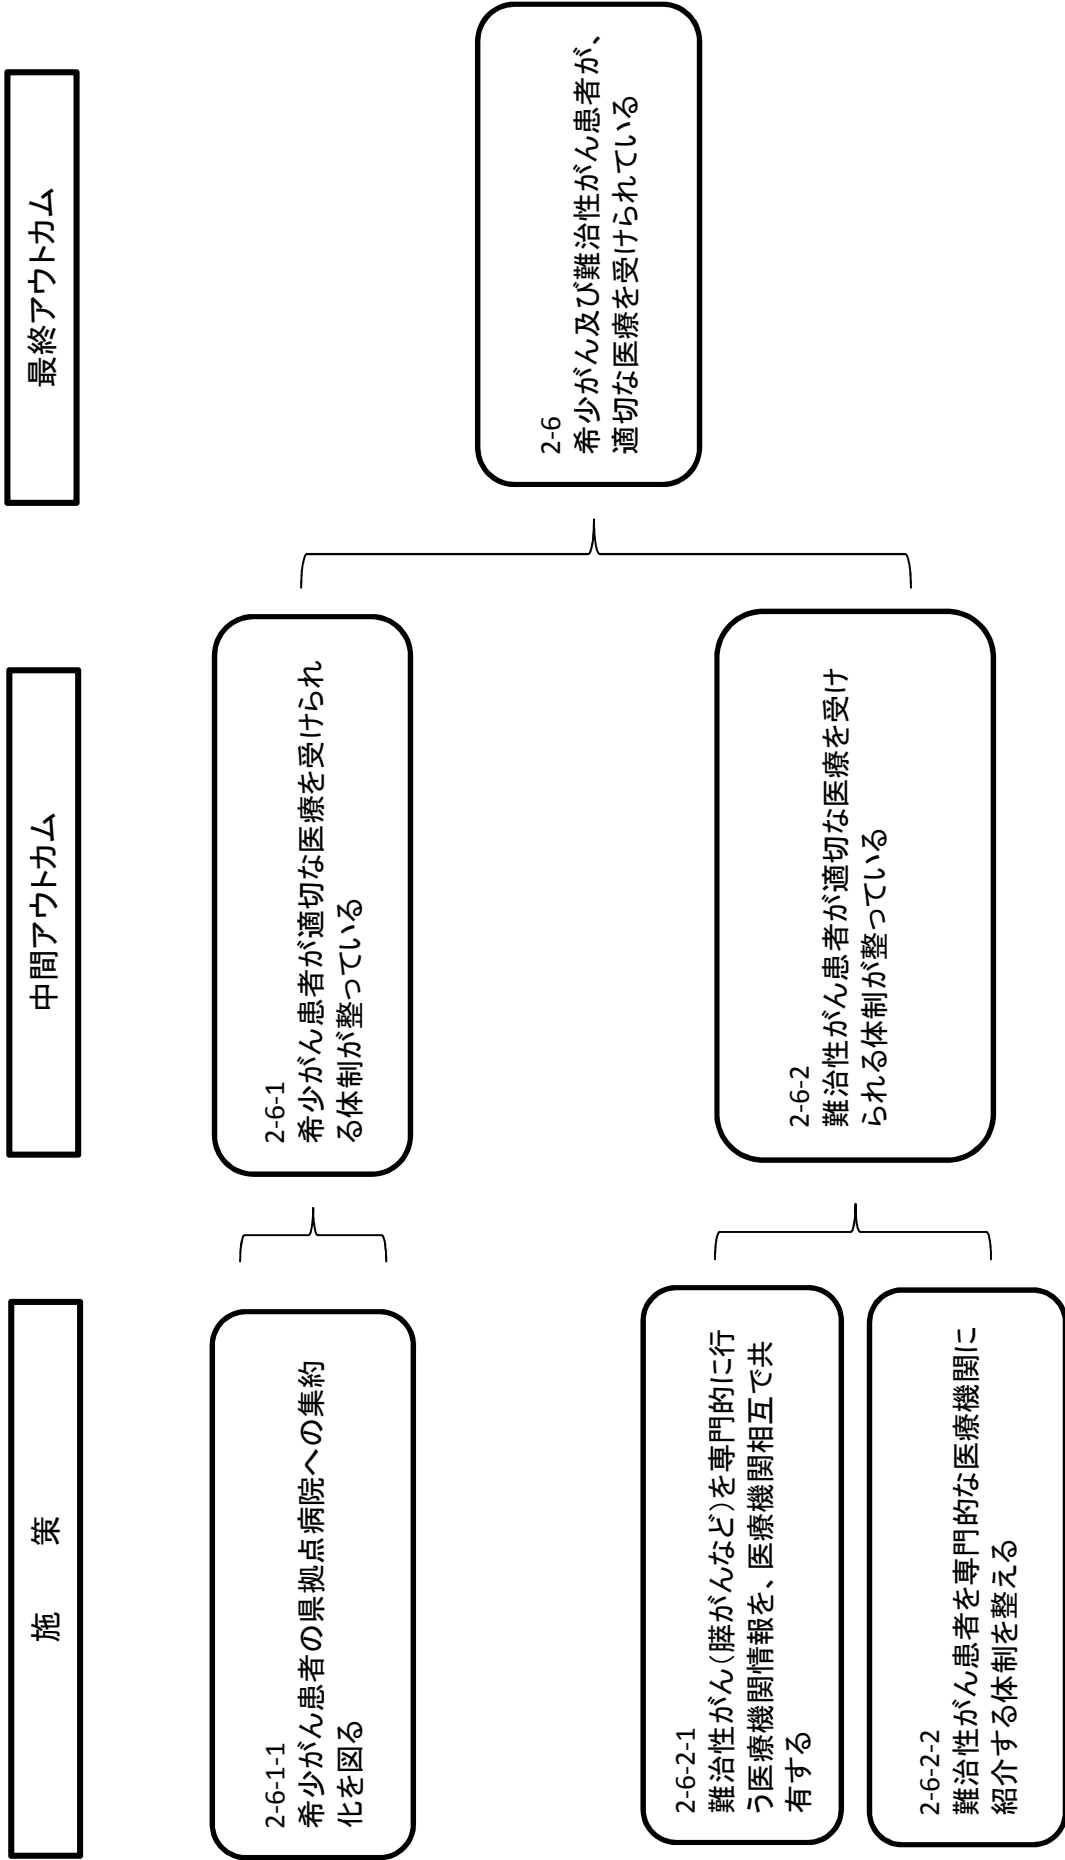 施　策
中間アウトカム
最終アウトカム
2-6-1-1
希少がん患者の県拠点病院への集約
化を図る
2-6-1
希少がん患者が適切な医療を受けられ
る体制が整っている
2-6
希少がん及び難治性がん患者が、
適切な医療を受けられている
2-6-2-1
難治性がん（膵がんなど）を専門的に行
う医療機関情報を、医療機関相互で共
有する
2-6-2-2
難治性がん患者を専門的な医療機関に
紹介する体制を整える
2-6-2
難治性がん患者が適切な医療を受け
られる体制が整っている